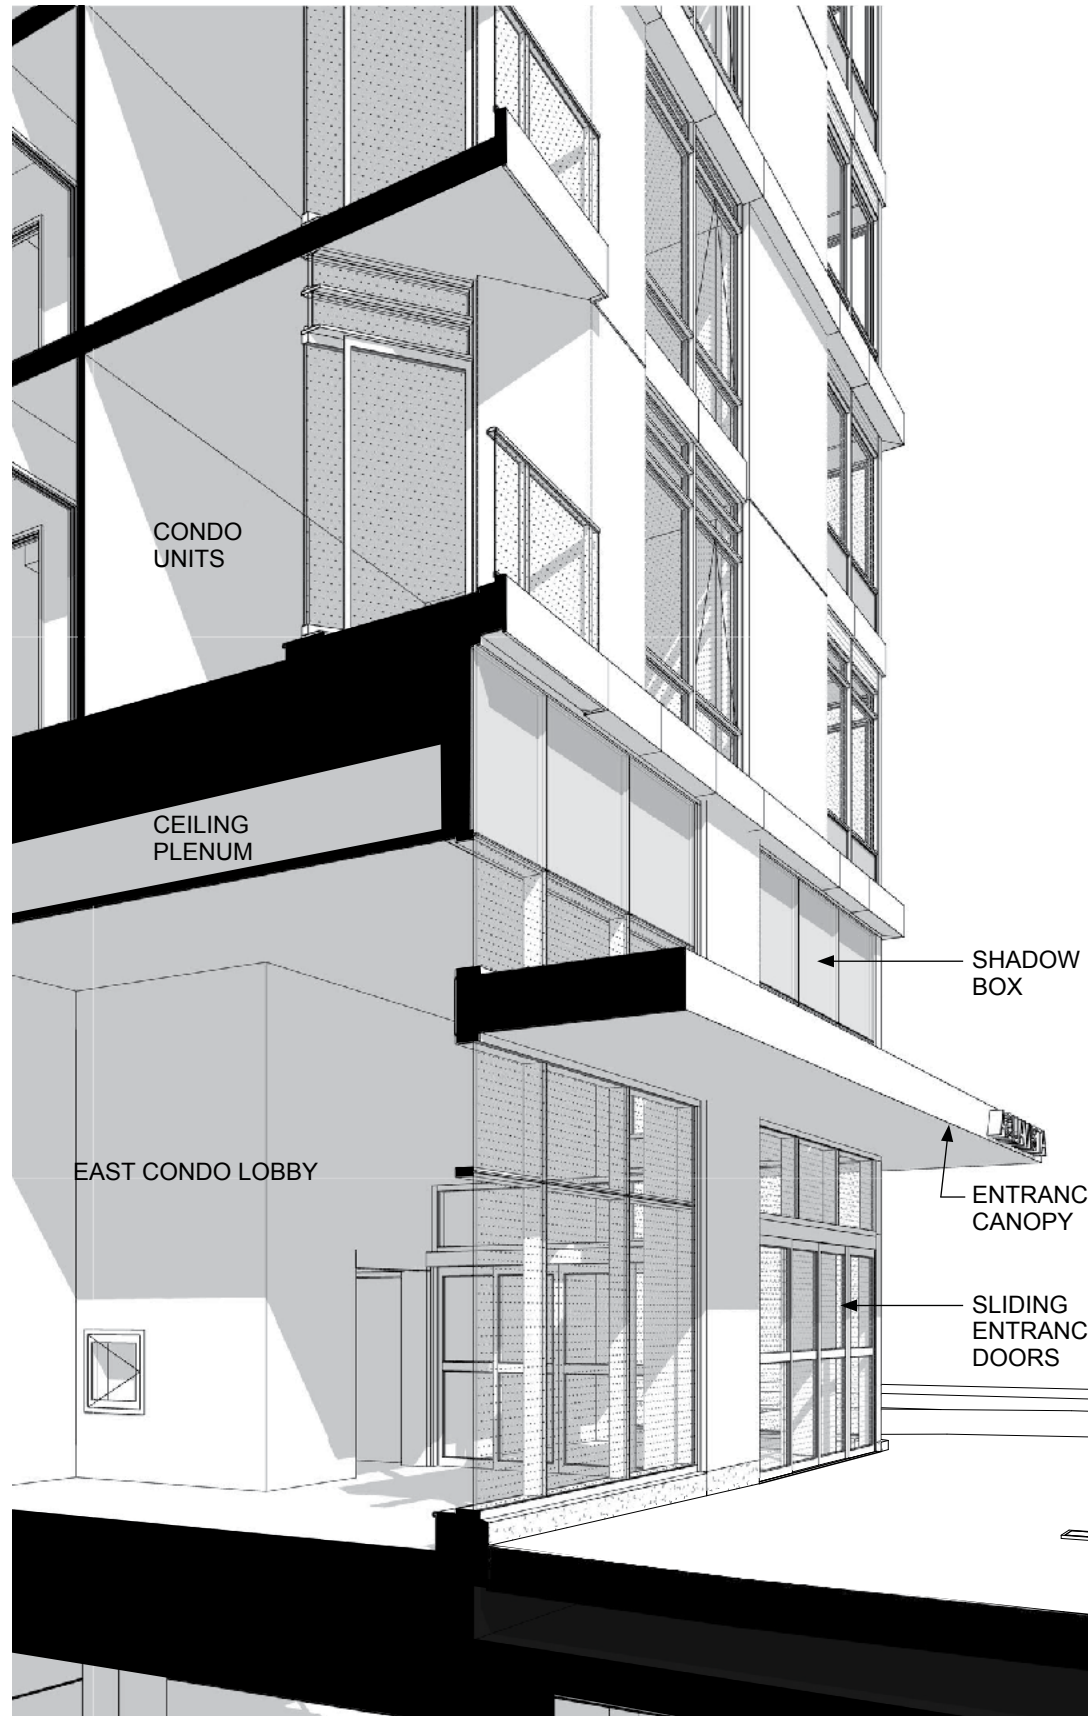 CONDO
UNITS
CEILING
PLENUM
SHADOW
BOX
EAST CONDO LOBBY
ENTRANC
CANOPY
SLIDING
ENTRANC
DOORS